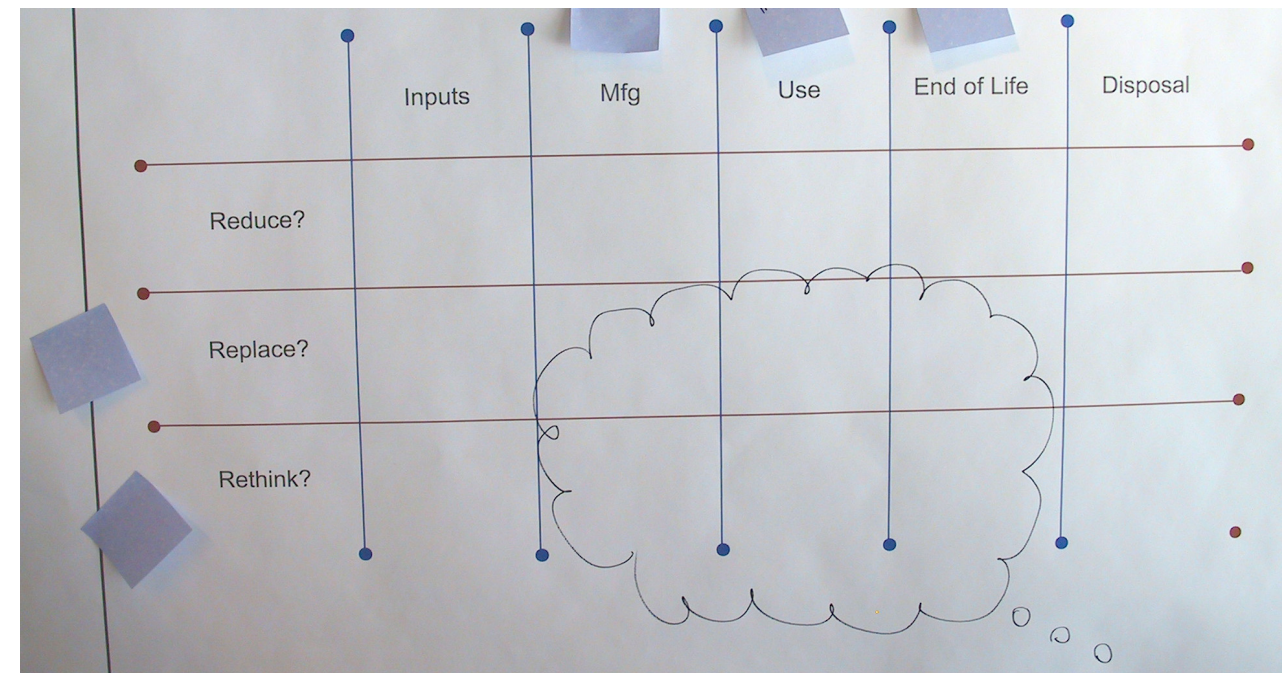 Inputs Mfg Use End of Life Disposal
Reduce?
Replace?
Rethink?